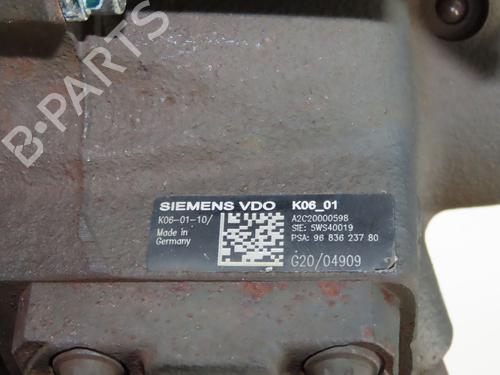 B-PARTS
SIEMENS VDO K06_01
K06-01-10/ A2C20000598
Made in SIE: 5WS40019
Germany PSA: 96 836 237 80
G20/04909